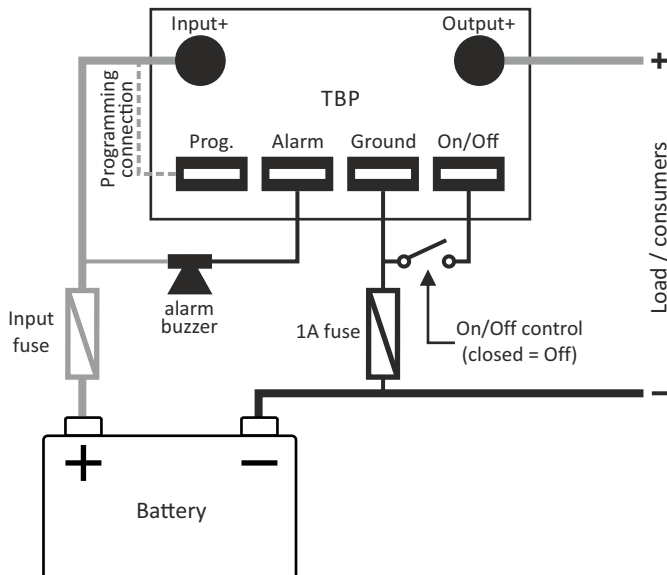 Input+
Output+
TBP
Programming
connection
Prog.
Alarm
Ground
On/Off
+
Load / consumers
−
alarm
buzzer
Input
fuse
1A fuse
On/Off control
(closed = Off)
+
−
Battery